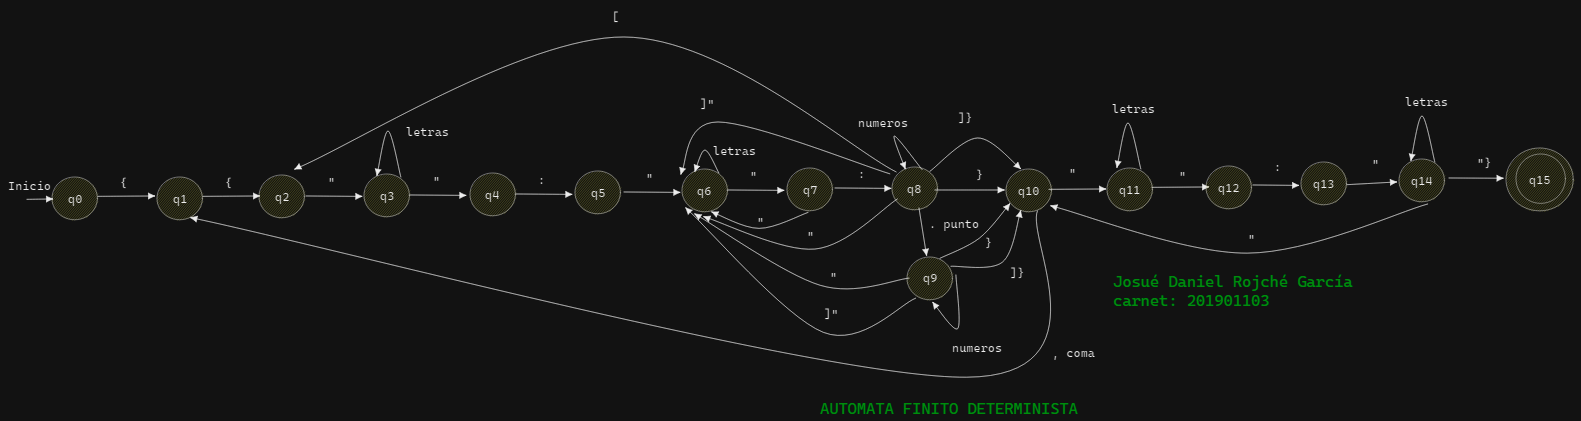 [
]"
numeros
]}
letras
letras
letras
letras
Inicio
{
{
"
"
:
"
"
:
}
"
"
:
"
"}
q0
q1
q2
q3
q4
q5
q6
q7
q8
q10
q11
q12
q13
q14
q15
"
"
. punto
}
"
"
]}
q9
]"
numeros
, coma
Josué Daniel Rojché García
carnet: 201901103
AUTOMATA FINITO DETERMINISTA